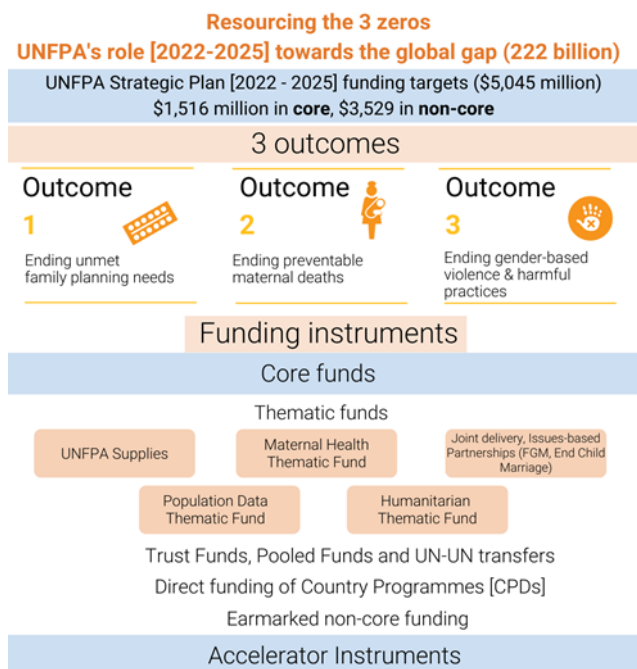 Resourcing the 3 zeros
UNFPA's role [2022-2025] towards the global gap (222 billion)
UNFPA Strategic Plan [2022 - 2025] funding targets ($5,045 million)
$1,516 million in core, $3,529 in non-core
3 outcomes
Outcome
1
Ending unmet
family planning needs
Outcome
2
Ending preventable
maternal deaths
Outcome
3
Ending gender-based
violence & harmful
practices
Funding instruments
Core funds
Thematic funds
UNFPA Supplies
Maternal Health
Thematic Fund
Joint delivery, Issues-based
Partnerships (FGM, End Child
Marriage)
Population Data
Thematic Fund
Humanitarian
Thematic Fund
Trust Funds, Pooled Funds and UN-UN transfers
Direct funding of Country Programmes [CPDs]
Earmarked non-core funding
Accelerator Instruments